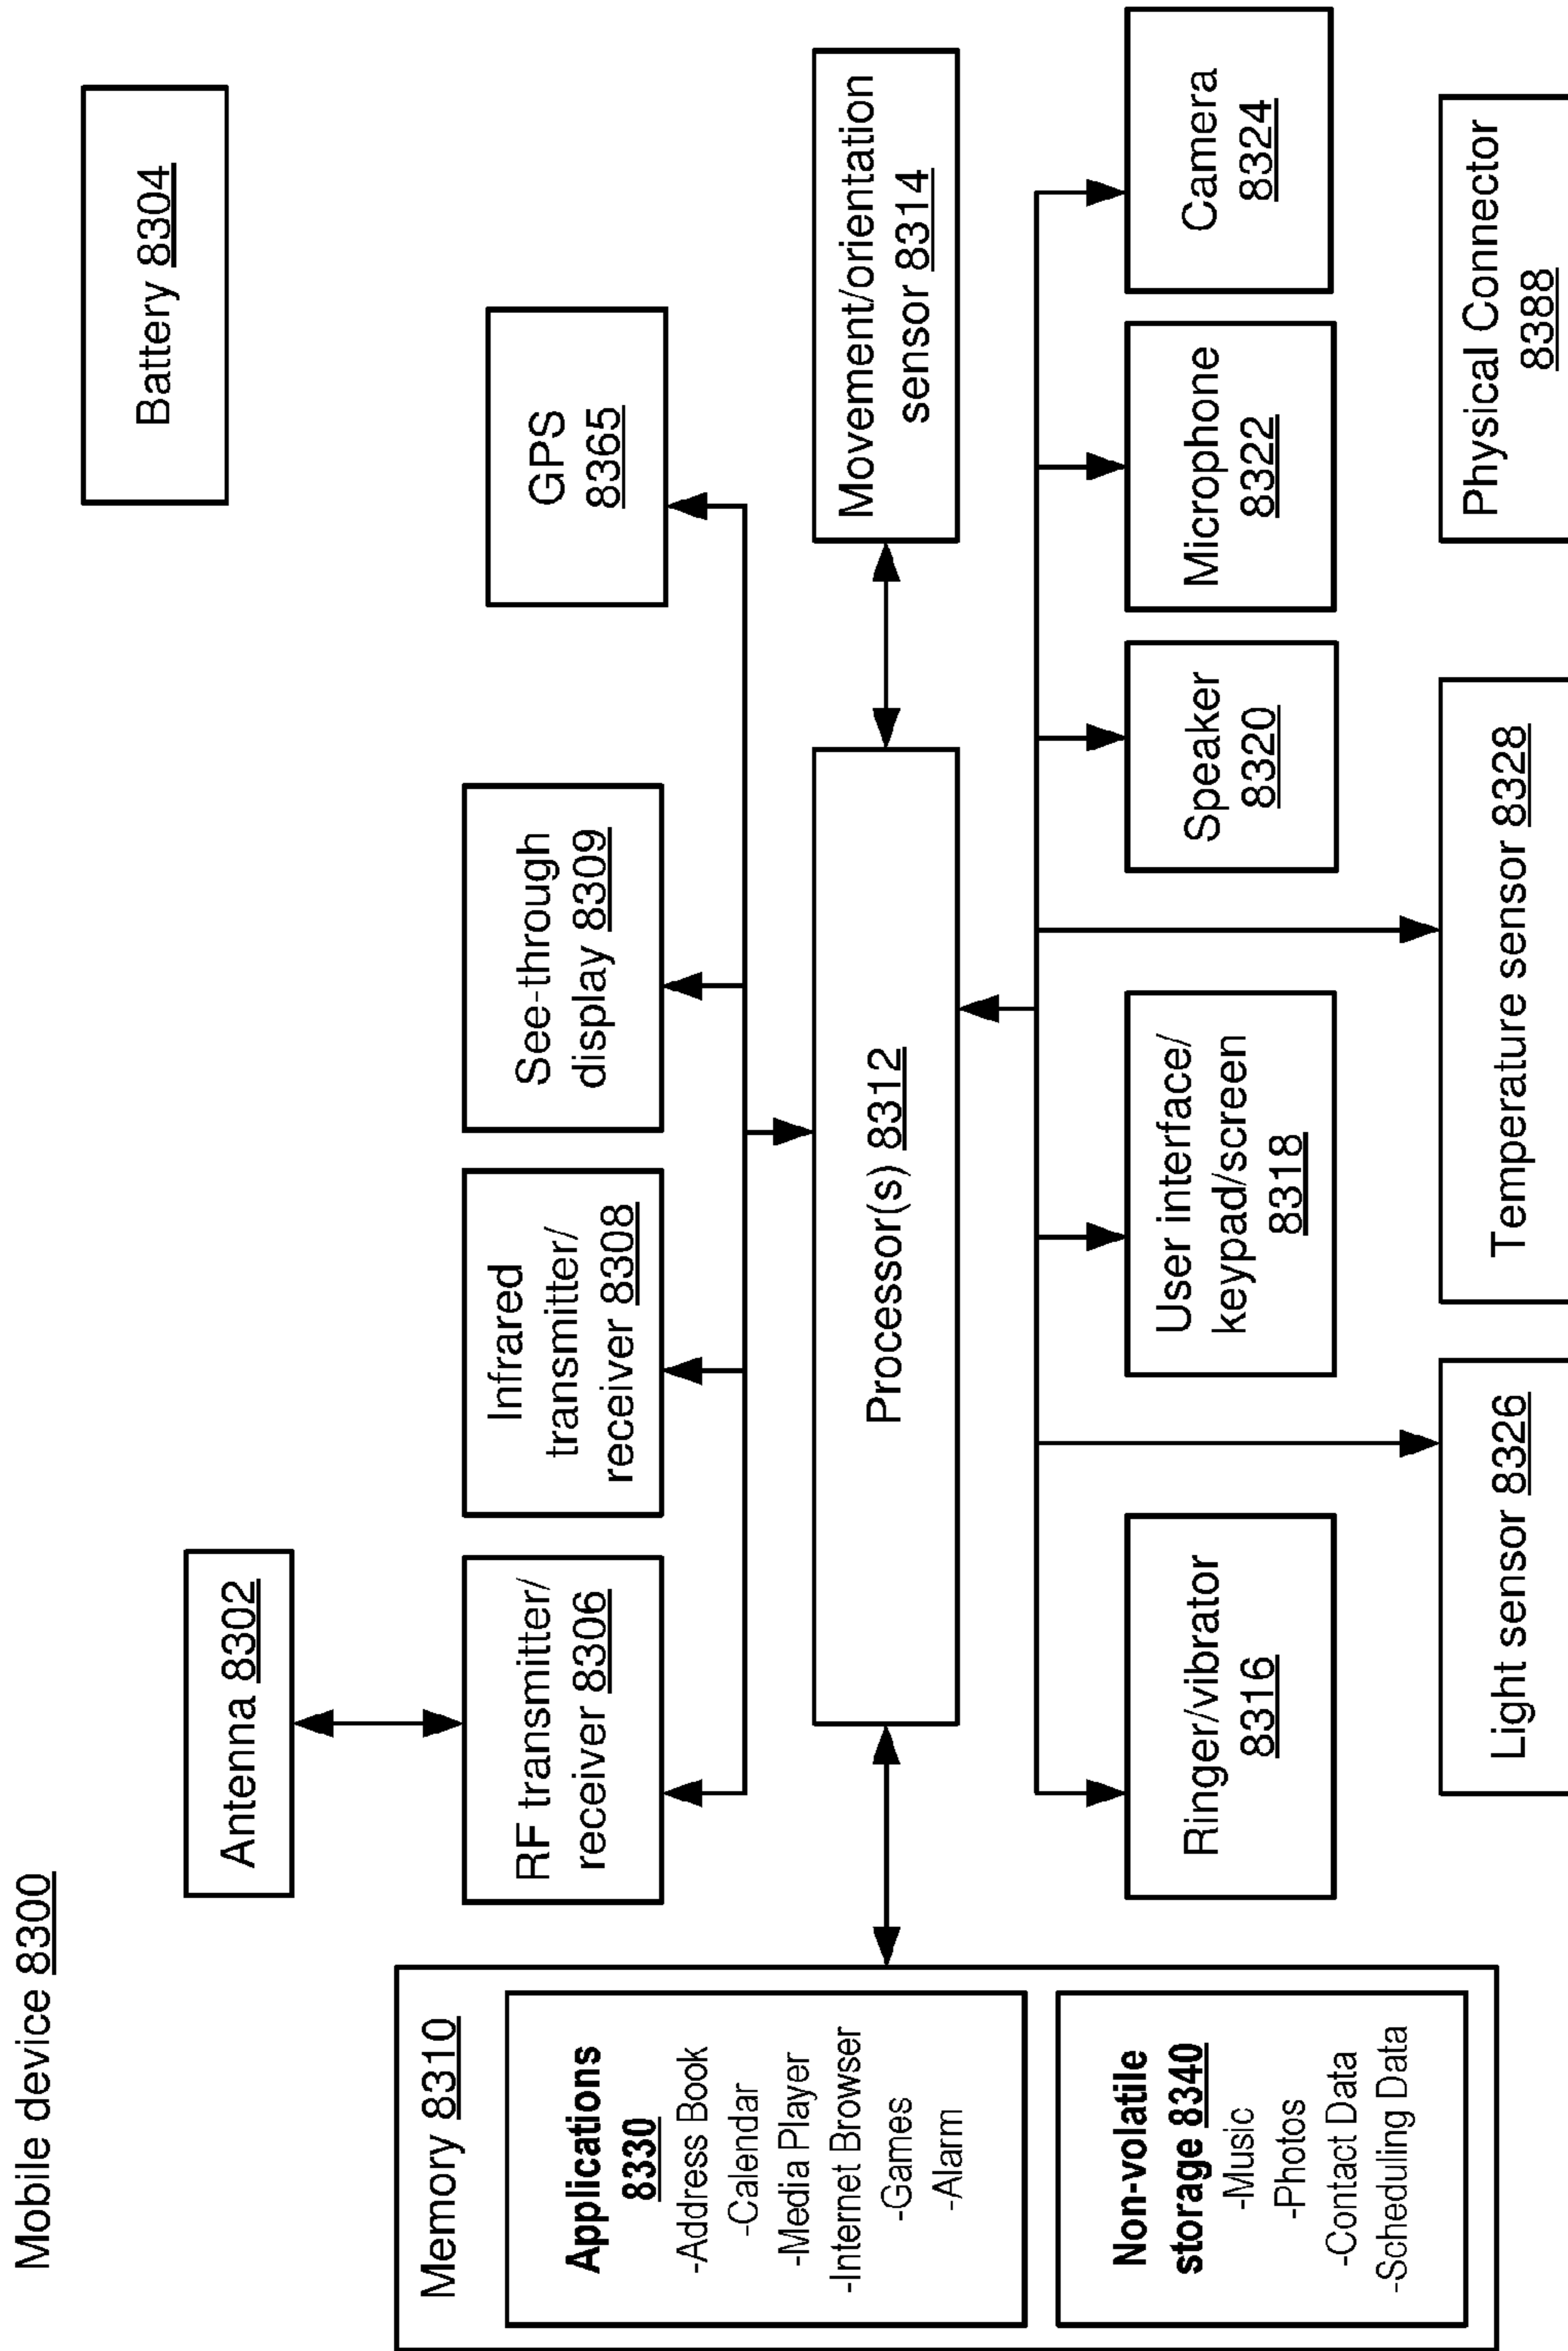 Mobile device 8300
Antenna 8302
Battery 8304
RF transmitter/
receiver 8306
Infrared
transmitter/
receiver 8308
See-through
display 8309
GPS
8365
Memory 8310
Applications
8330
-Address Book
-Calendar
-Media Player
-Internet Browser
-Games
-Alarm
Non-volatile
storage 8340
-Music
-Photos
-Contact Data
-Scheduling Data
Processor(s) 8312
Movement/orientation
sensor 8314
Ringer/vibrator
8316
User interface/
keypad/screen
8318
Speaker
8320
Microphone
8322
Camera
8324
Light sensor 8326
Temperature sensor 8328
Physical Connector
8388